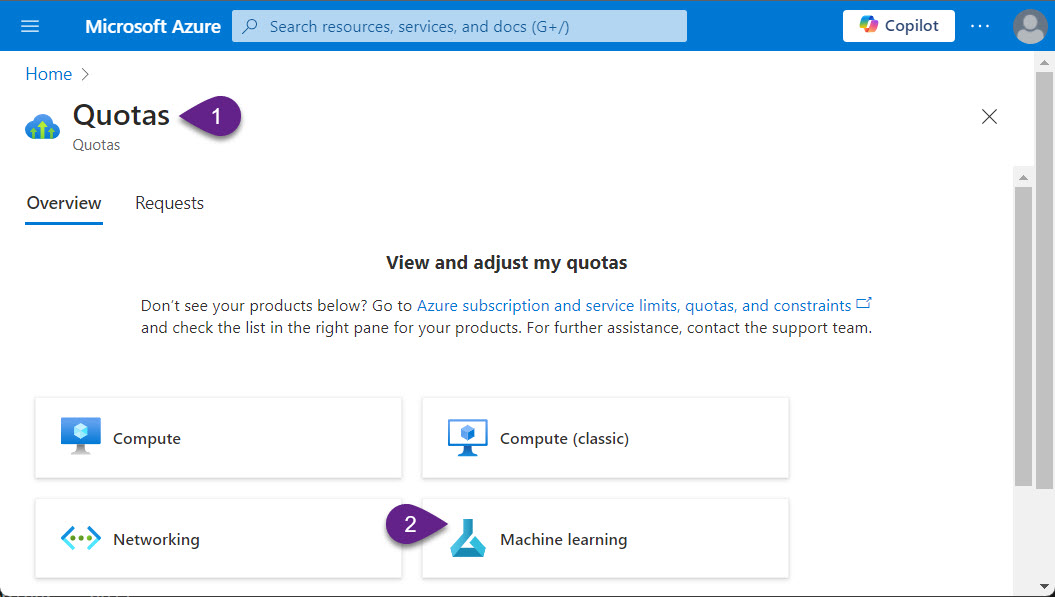 Microsoft Azure
Search resources, services, and docs (G+/)
Copilot
Home
Quotas
1
Quotas
Overview
Requests
View and adjust my quotas
Don't see your products below? Go to Azure subscription and service limits, quotas, and constraints
and check the list in the right pane for your products. For further assistance, contact the support team.
Compute
Compute (classic)
Networking
2
Machine learning